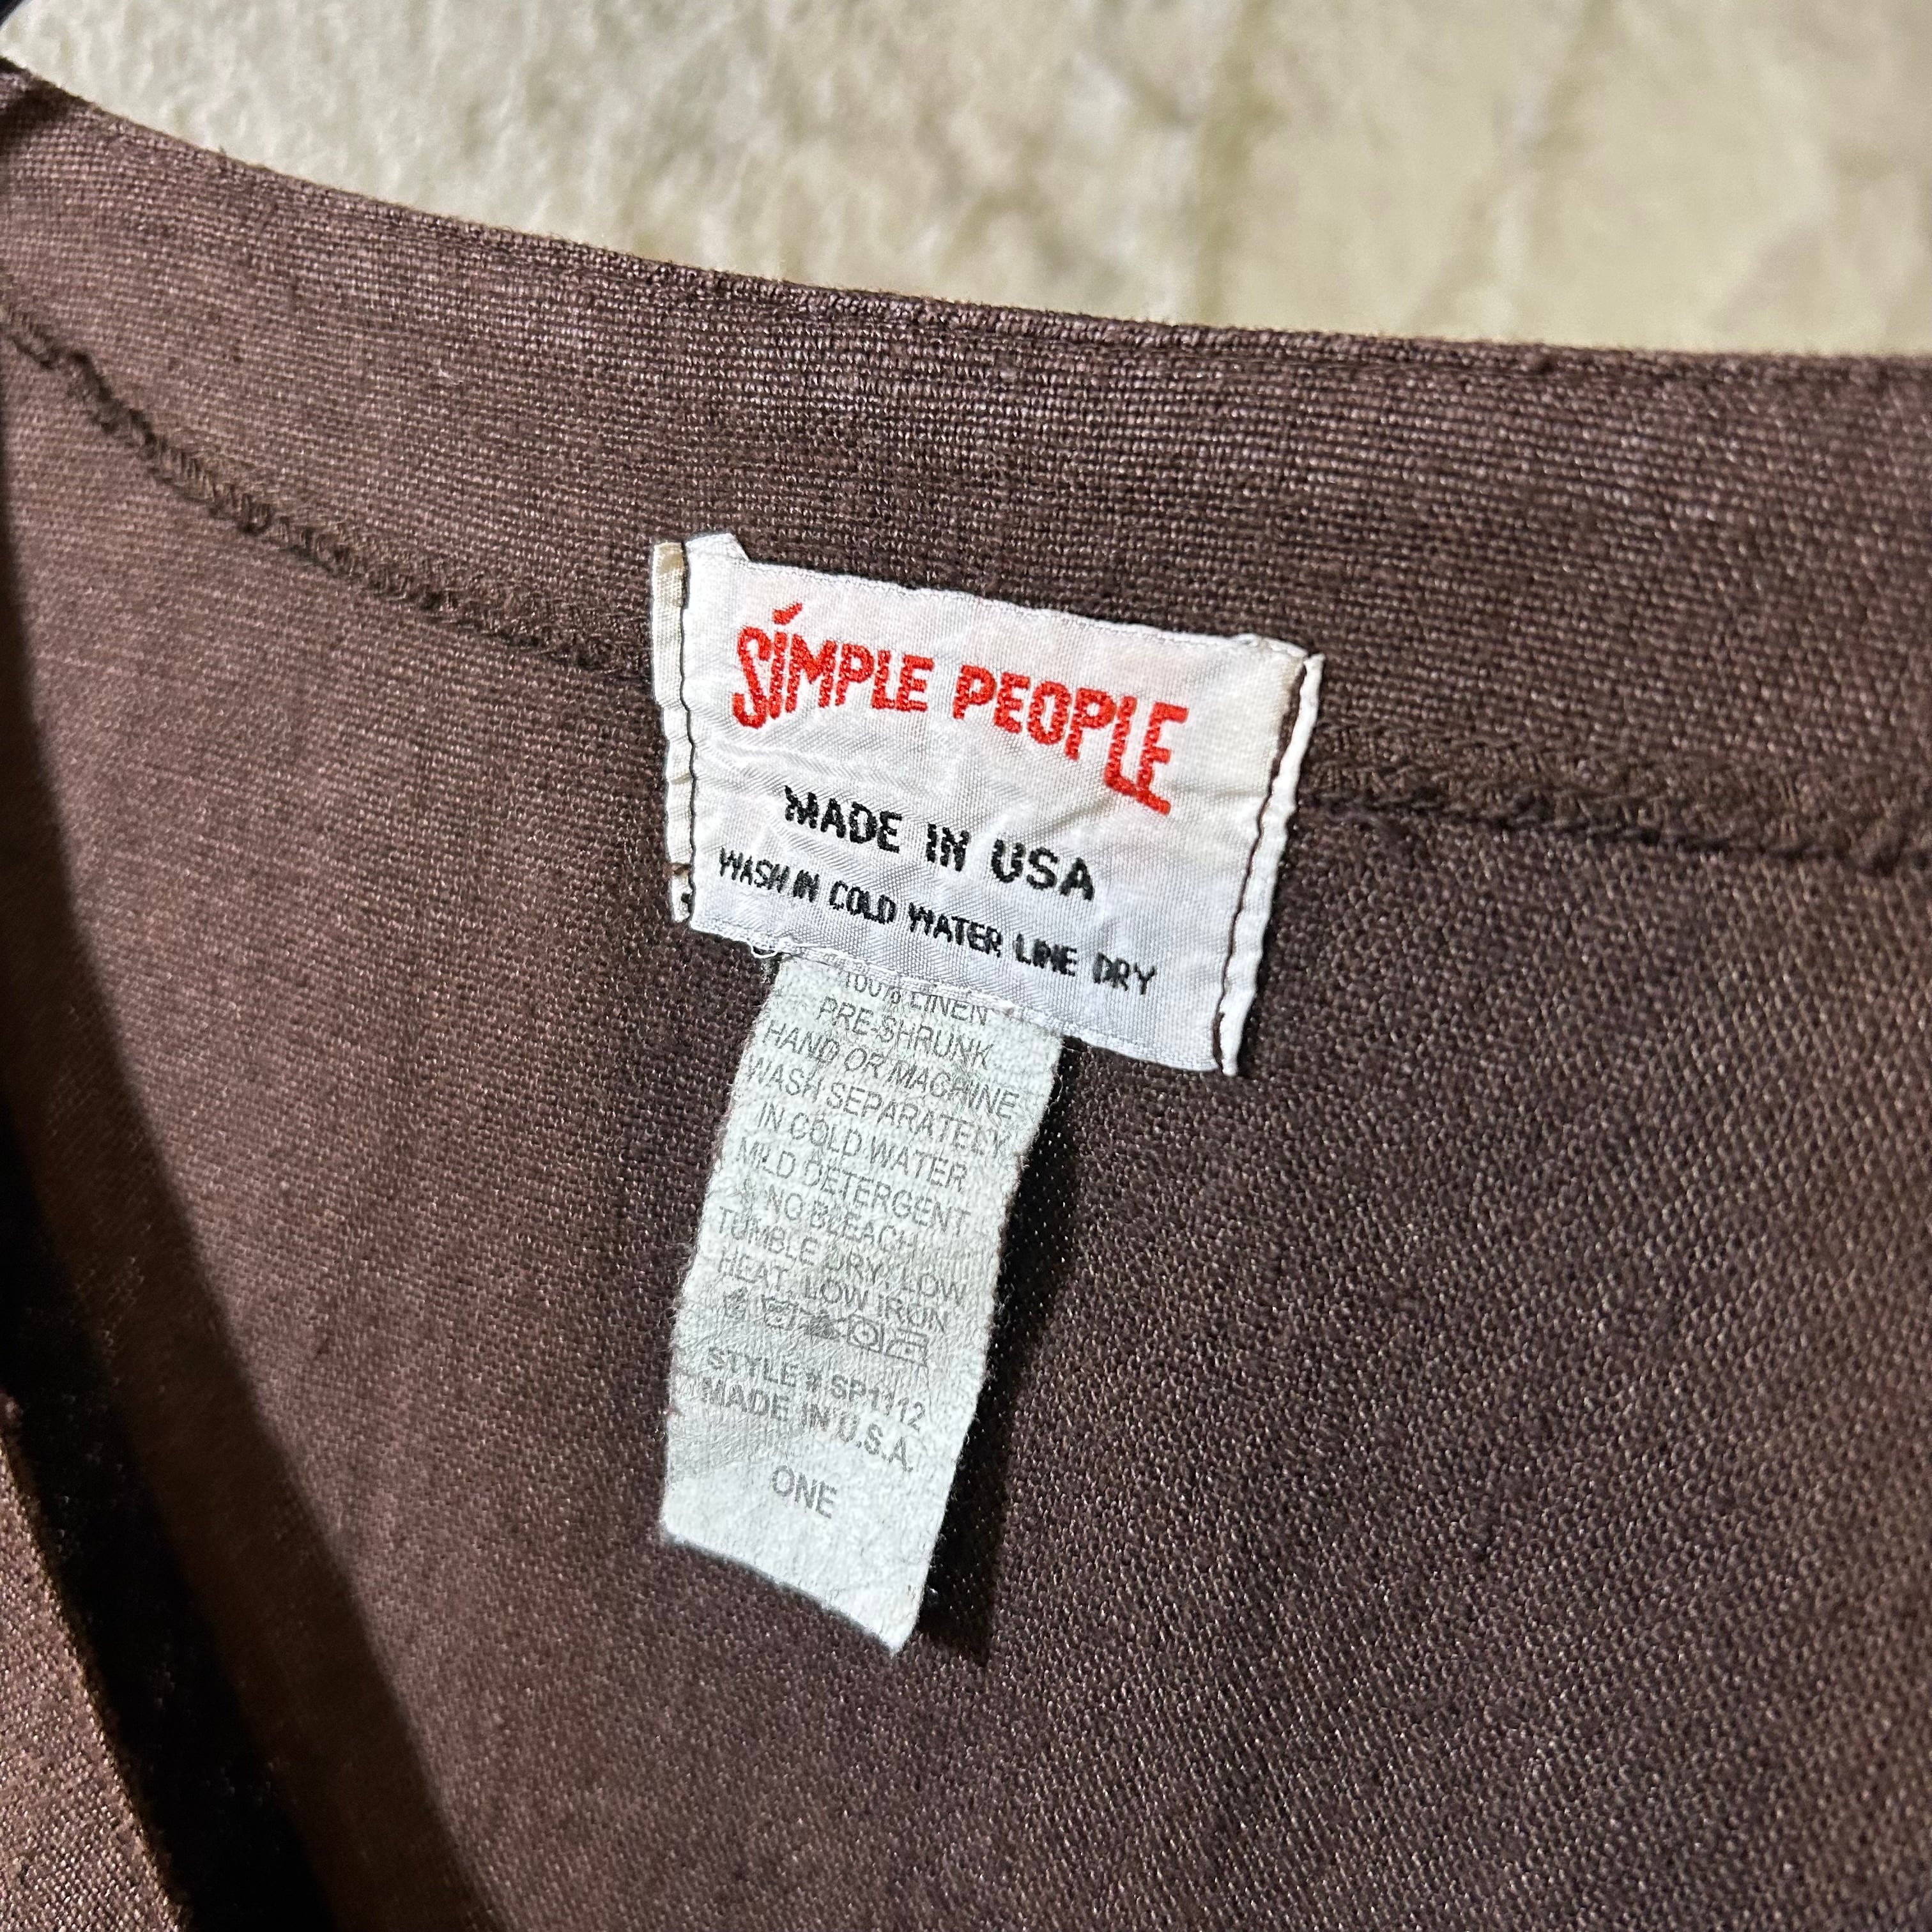 SIMPLE PEOPLE
MADE IN USA
WASH IN COLD WATER LINE DRY
100% LINEN
PRE-SHRUNK
HAND OR MACHINE
WASH SEPARATELY
IN COLD WATER
MILD DETERGENT
& NO BLEACH
TUMBLE DRY, LOW
HEAT, LOW IRON
STYLE # SP1112
MADE IN U.S.A.
ONE